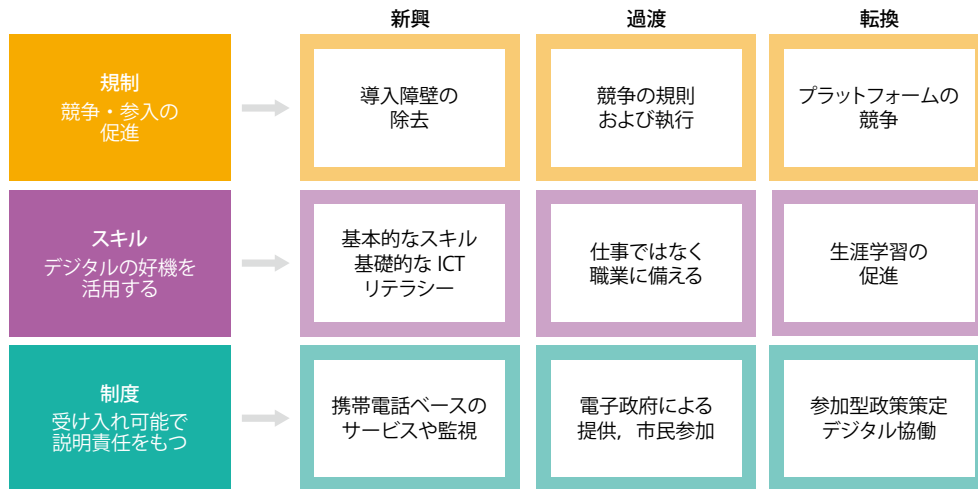 新興
過渡
転換
規制
競争・参入の
促進
導入障壁の
除去
競争の規則
および執行
プラットフォームの
競争
スキル
デジタルの好機を
活用する
基本的なスキル
基礎的な ICT
リテラシー
仕事ではなく
職業に備える
生涯学習の
促進
制度
受け入れ可能で
説明責任をもつ
携帯電話ベースの
サービスや監視
電子政府による
提供，市民参加
参加型政策策定
デジタル協働